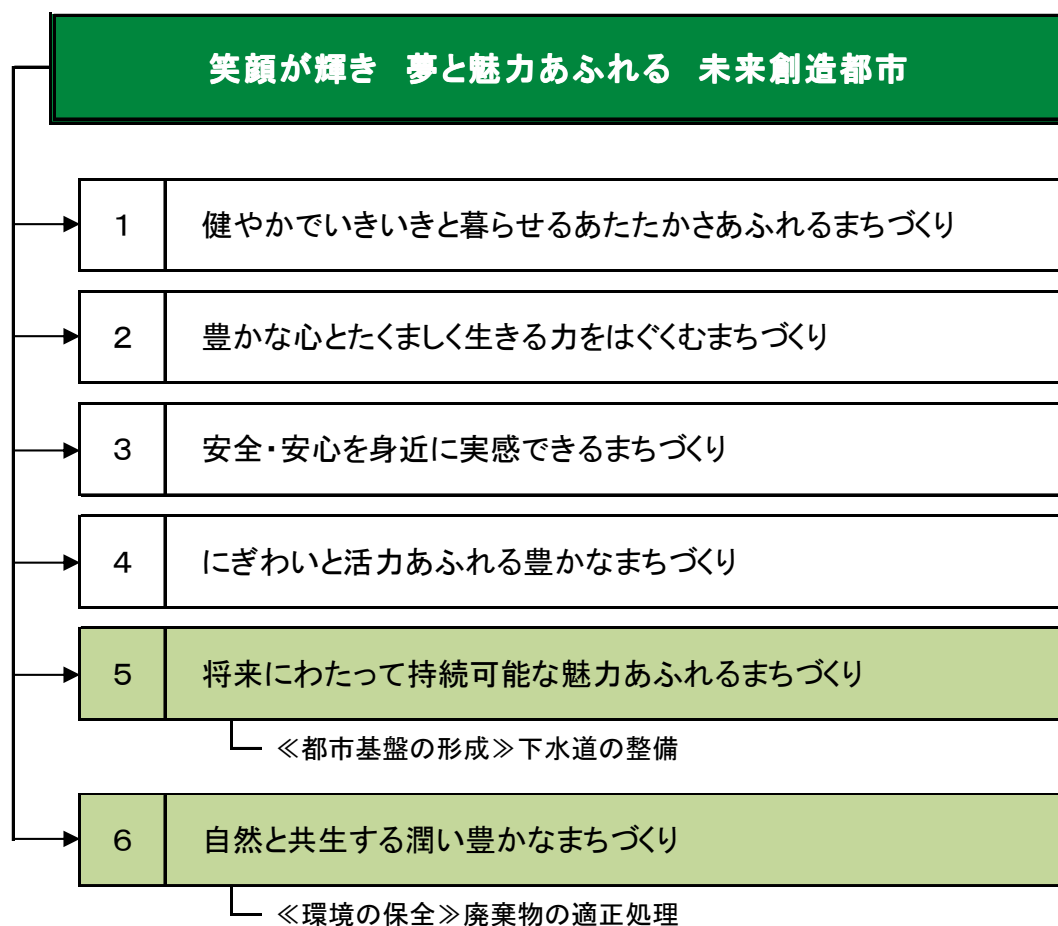 笑顔が輝き　夢と魅力あふれる　未来創造都市
1　健やかでいきいきと暮らせるあたたかさあふれるまちづくり
2　豊かな心とたくましく生きる力をはぐくむまちづくり
3　安全・安心を身近に実感できるまちづくり
4　にぎわいと活力あふれる豊かなまちづくり
5　将来にわたって持続可能な魅力あふれるまちづくり
≪都市基盤の形成≫下水道の整備
6　自然と共生する潤い豊かなまちづくり
≪環境の保全≫廃棄物の適正処理